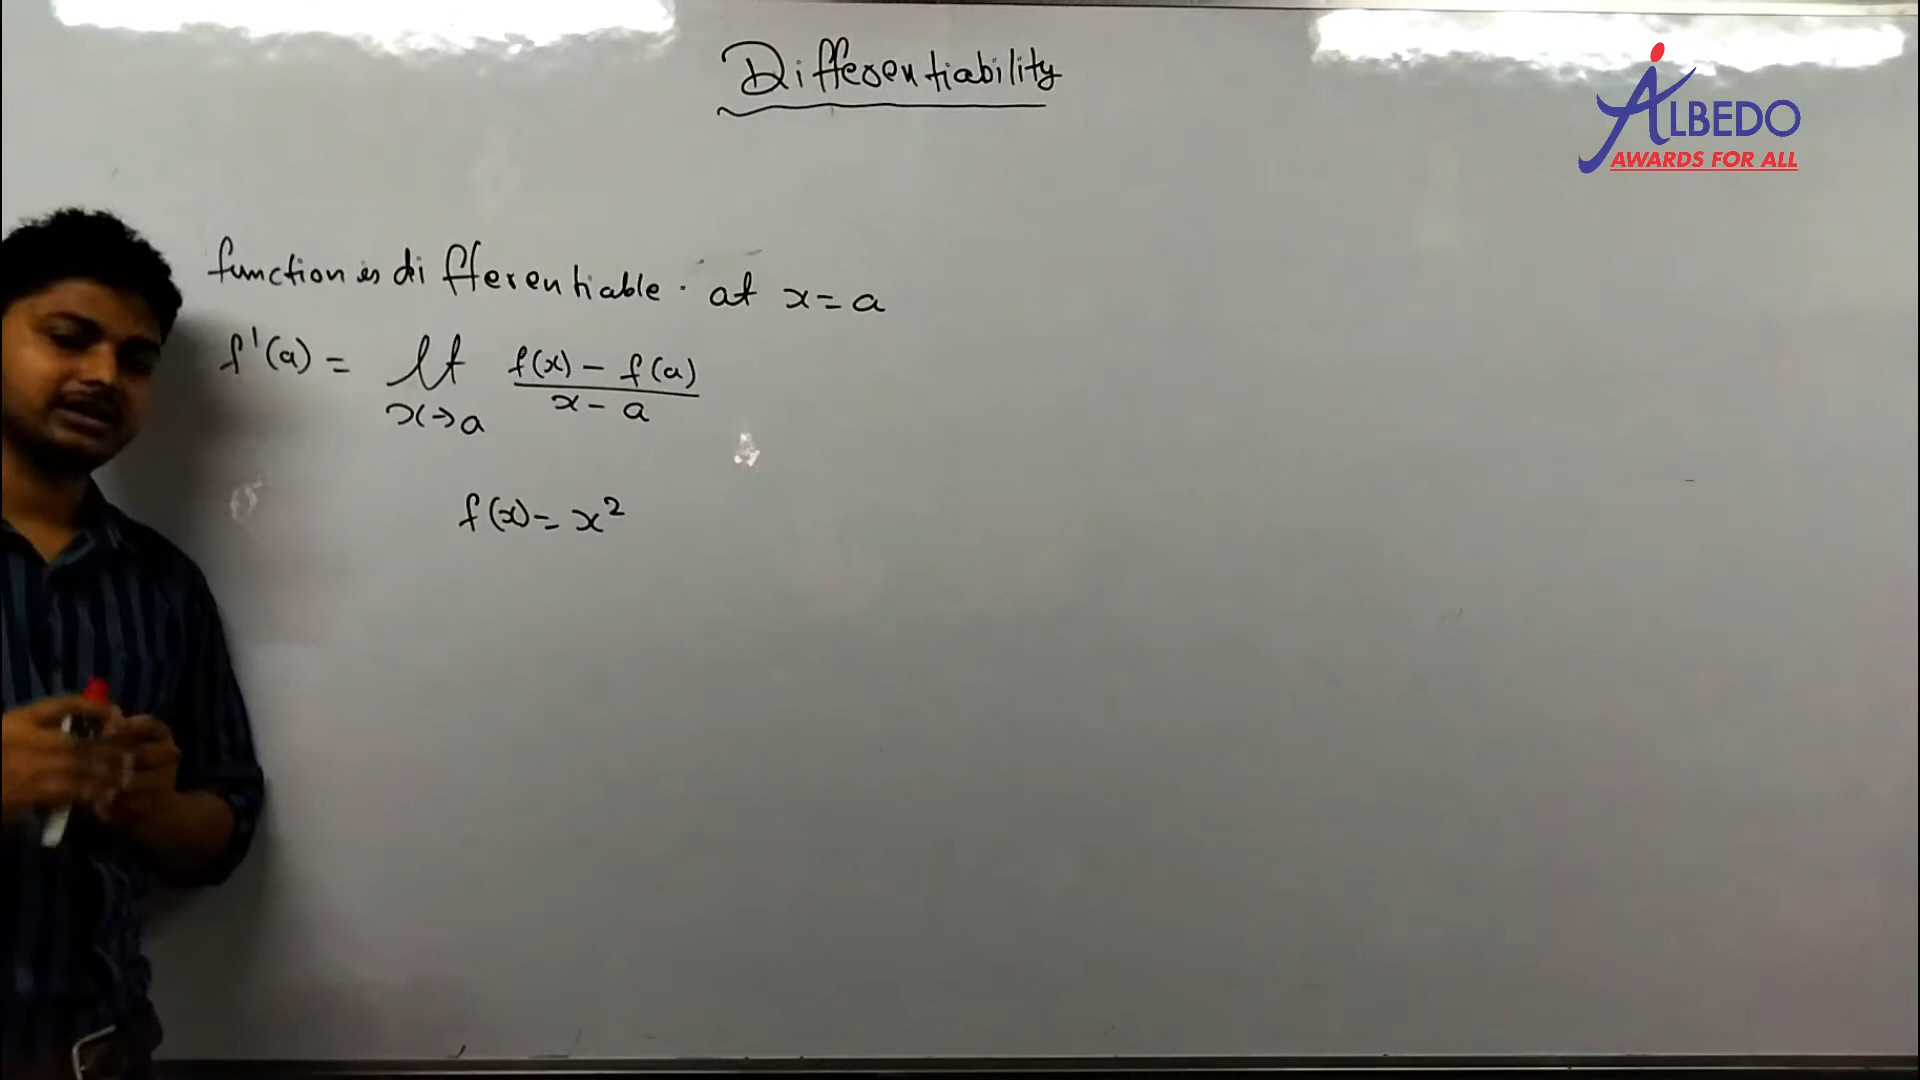 Differentiability
ALBEDO
AWARDS FOR ALL
function is differentiable. at x = a
f'(a) = lt x→a f(x) - f(a) / x - a
f(x) = x²